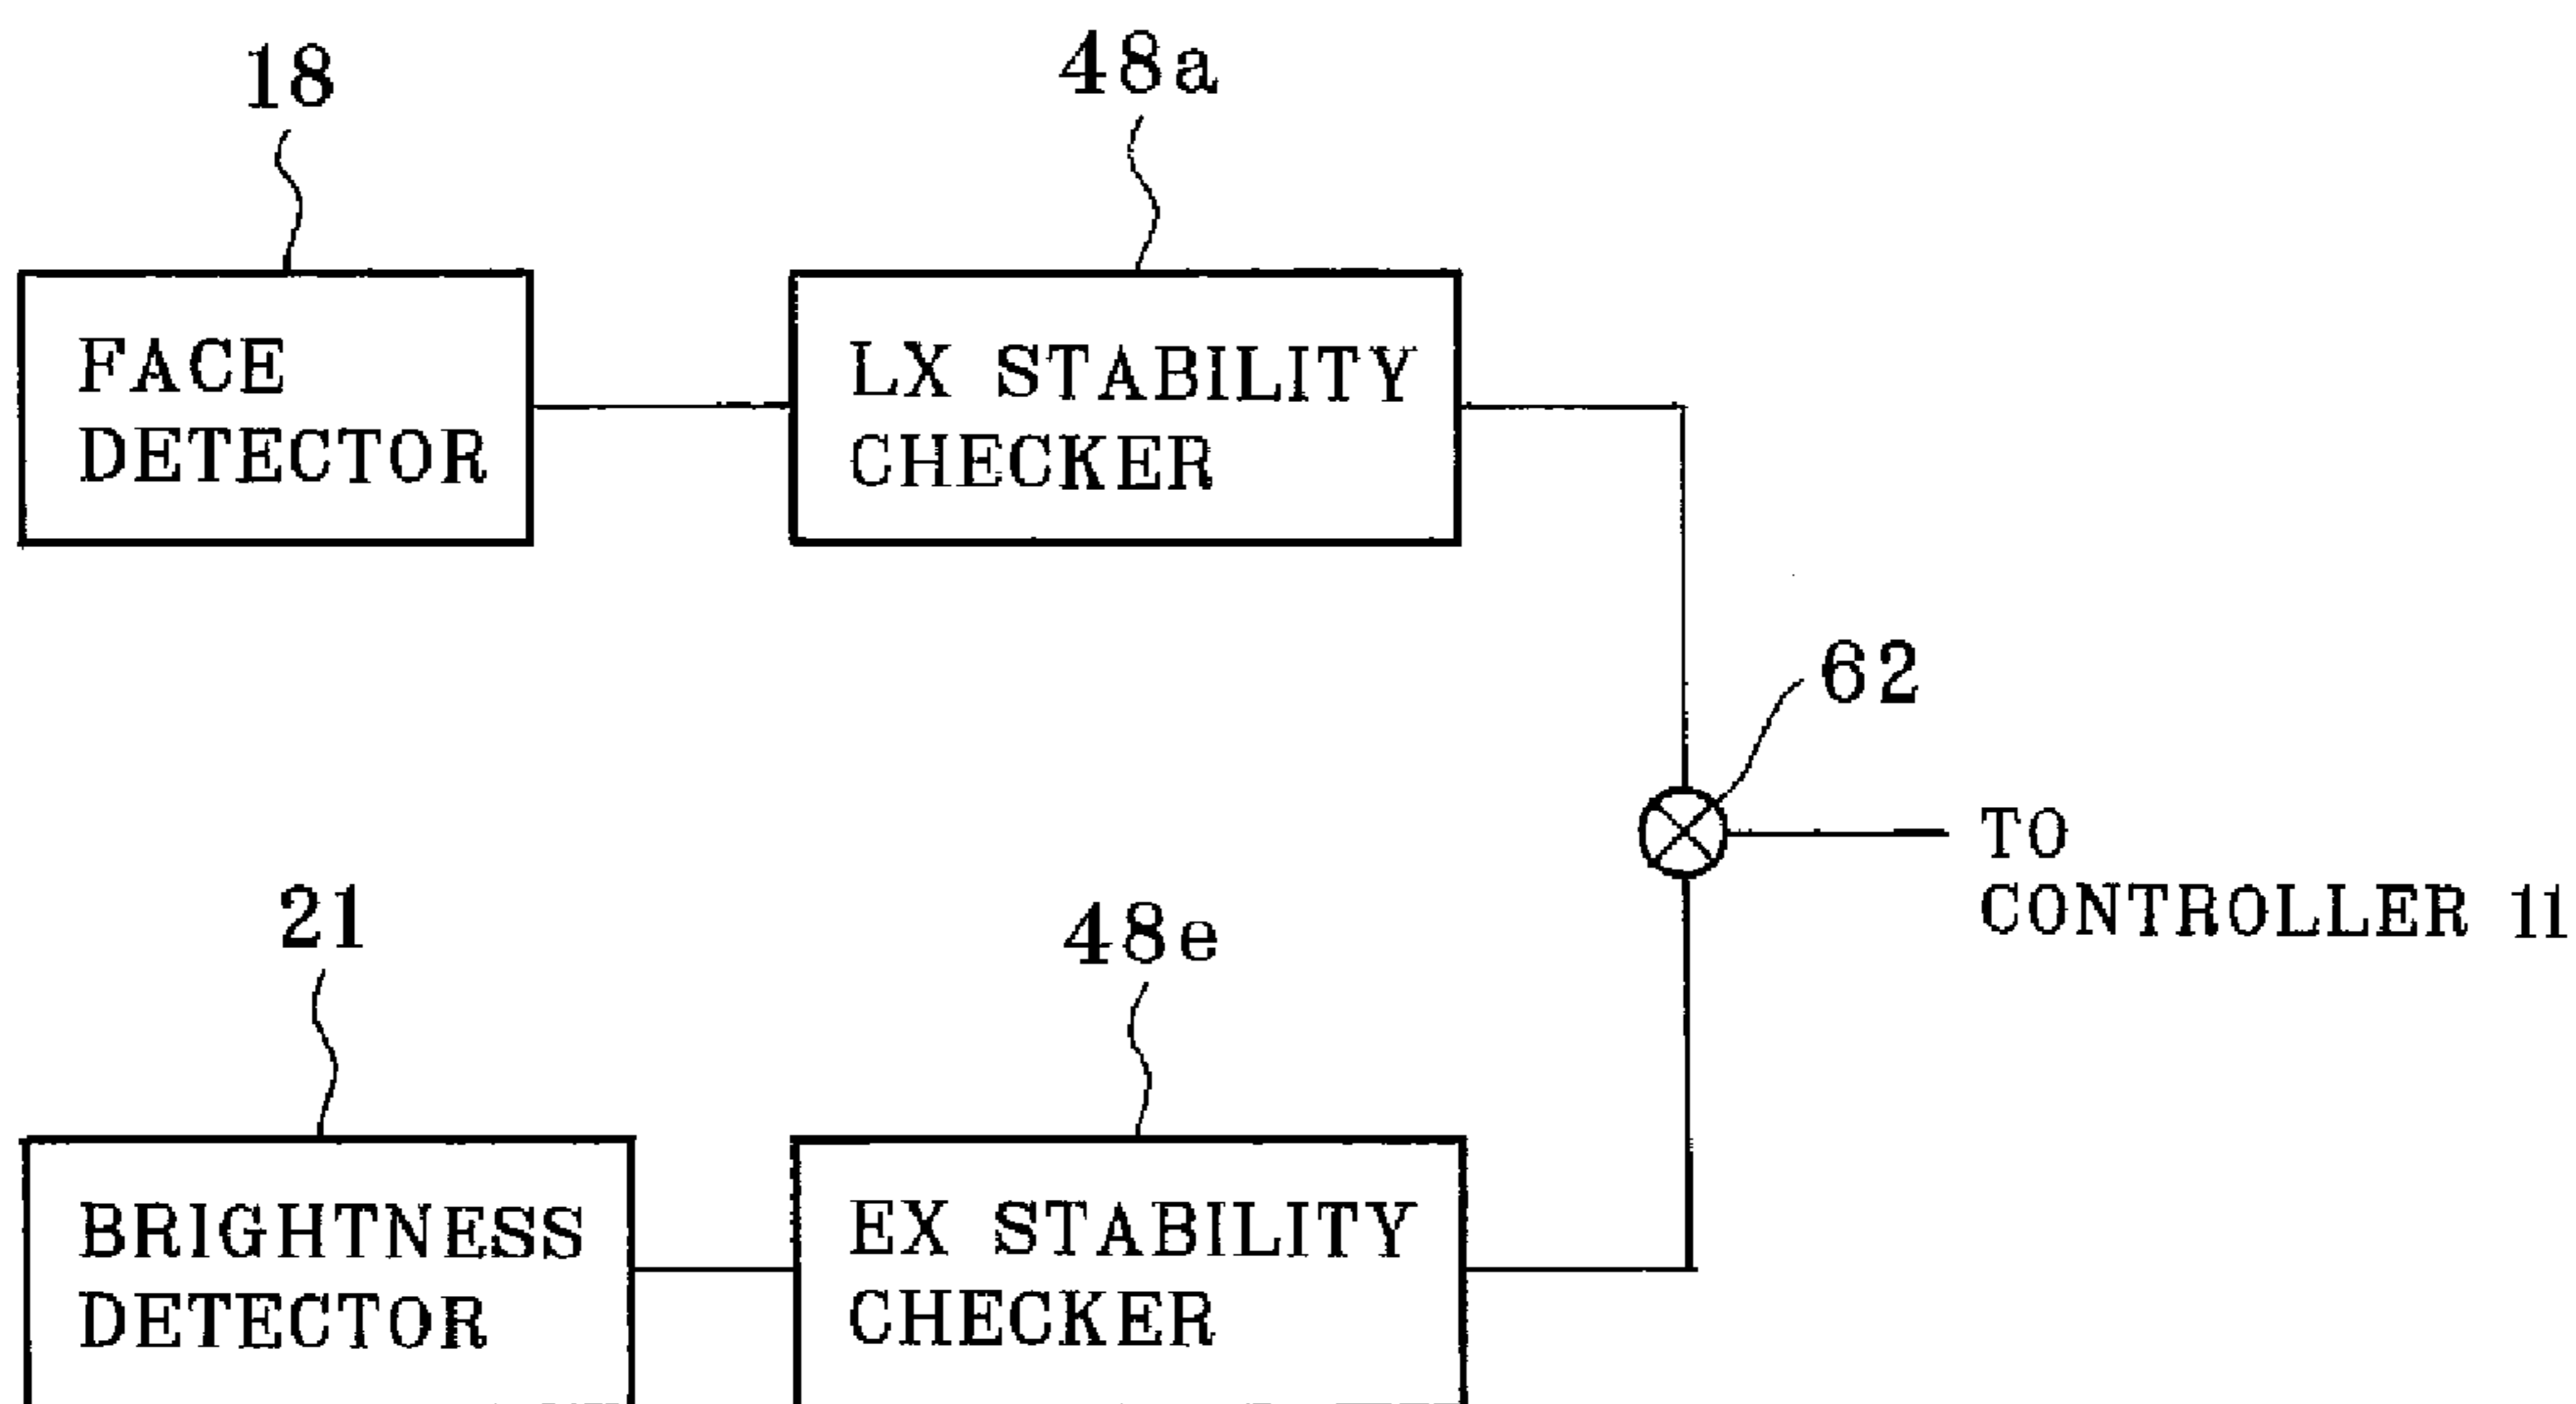 18
48a
FACE
DETECTOR
LX STABILITY
CHECKER
62
TO
CONTROLLER 11
21
48e
BRIGHTNESS
DETECTOR
EX STABILITY
CHECKER